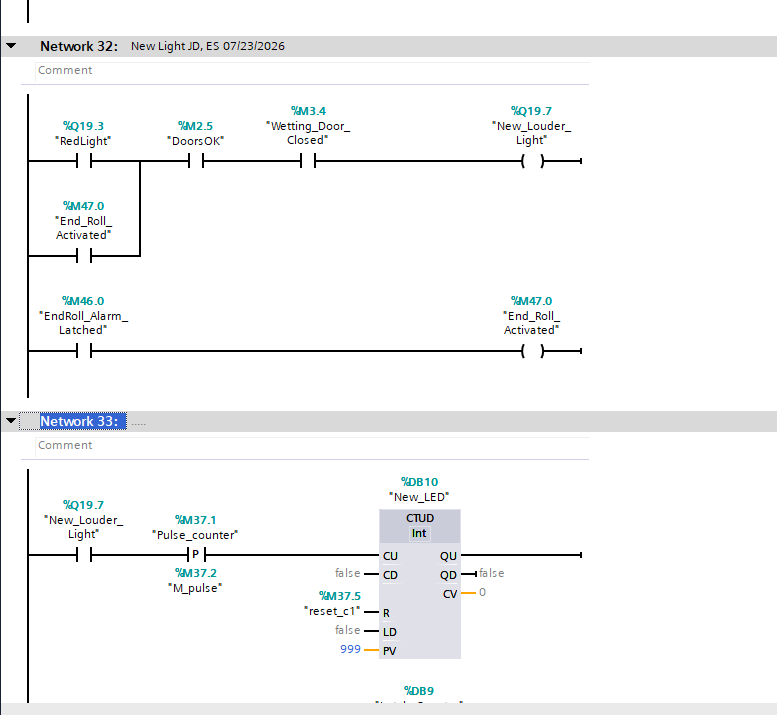 Network 32: New Light JD, ES 07/23/2026
Comment
%M3.4
%Q19.3 %M2.5 "Wetting_Door_ %Q19.7
"RedLight" "DoorsOK" Closed" "New_Louder_
Light"
%M47.0
"End_Roll_
Activated"
%M46.0 %M47.0
"EndRoll_Alarm_ "End_Roll_
Latched" Activated"
Network 33: .....
Comment
%DB10
"New_LED"
%Q19.7
"New_Louder_ %M37.1 CTUD
Light" "Pulse_counter" Int
P CU QU
%M37.2 false CD QD false
"M_pulse" CV 0
%M37.5
"reset_c1" R
false LD
999 PV
%DB9